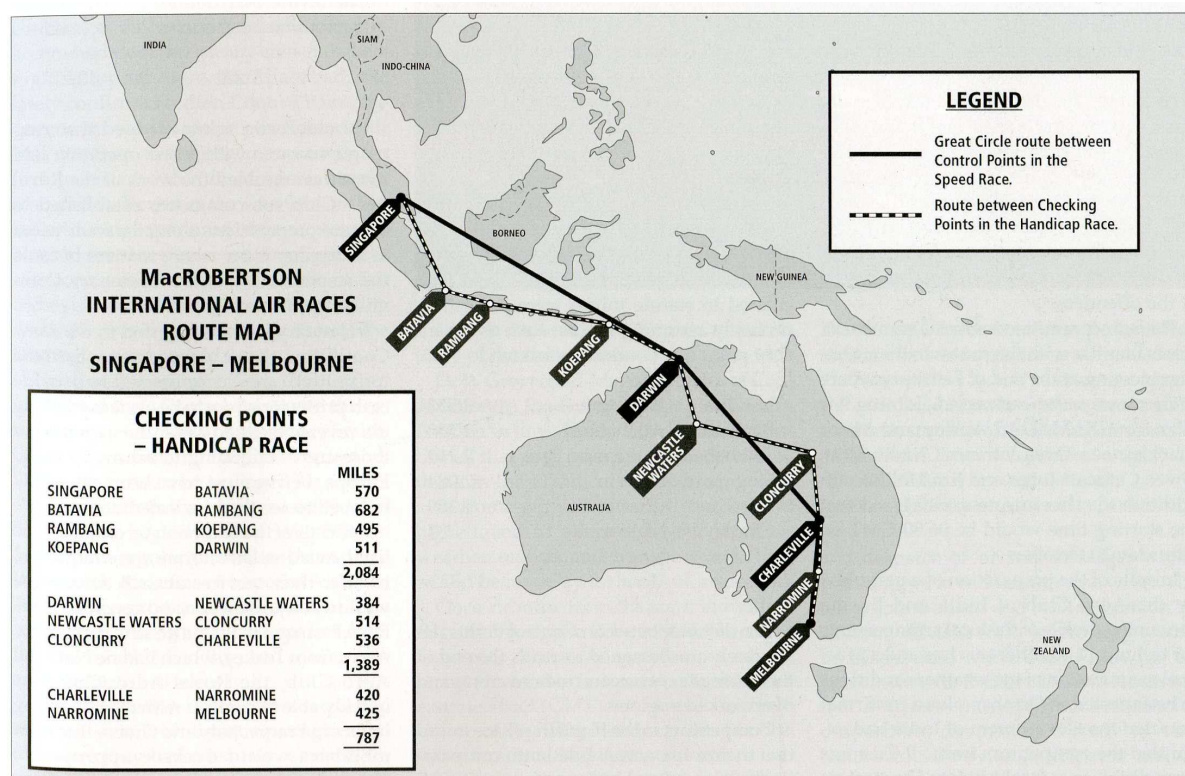 INDIA
SIAM
INDO-CHINA
BORNEO
NEW GUINEA
AUSTRALIA
NEW
ZEALAND
SINGAPORE
BATAVIA
RAMBANG
KOEPANG
DARWIN
NEWCASTLE
WATERS
CLONCURRY
CHARLEVILLE
NARROMINE
MELBOURNE
LEGEND
Great Circle route between
Control Points in the
Speed Race.
Route between Checking
Points in the Handicap Race.
MacROBERTSON
INTERNATIONAL AIR RACES
ROUTE MAP
SINGAPORE – MELBOURNE
CHECKING POINTS
– HANDICAP RACE
MILES
SINGAPORE BATAVIA 570
BATAVIA RAMBANG 682
RAMBANG KOEPANG 495
KOEPANG DARWIN 511
2,084
DARWIN NEWCASTLE WATERS 384
NEWCASTLE WATERS CLONCURRY 514
CLONCURRY CHARLEVILLE 536
1,389
CHARLEVILLE NARROMINE 420
NARROMINE MELBOURNE 425
787